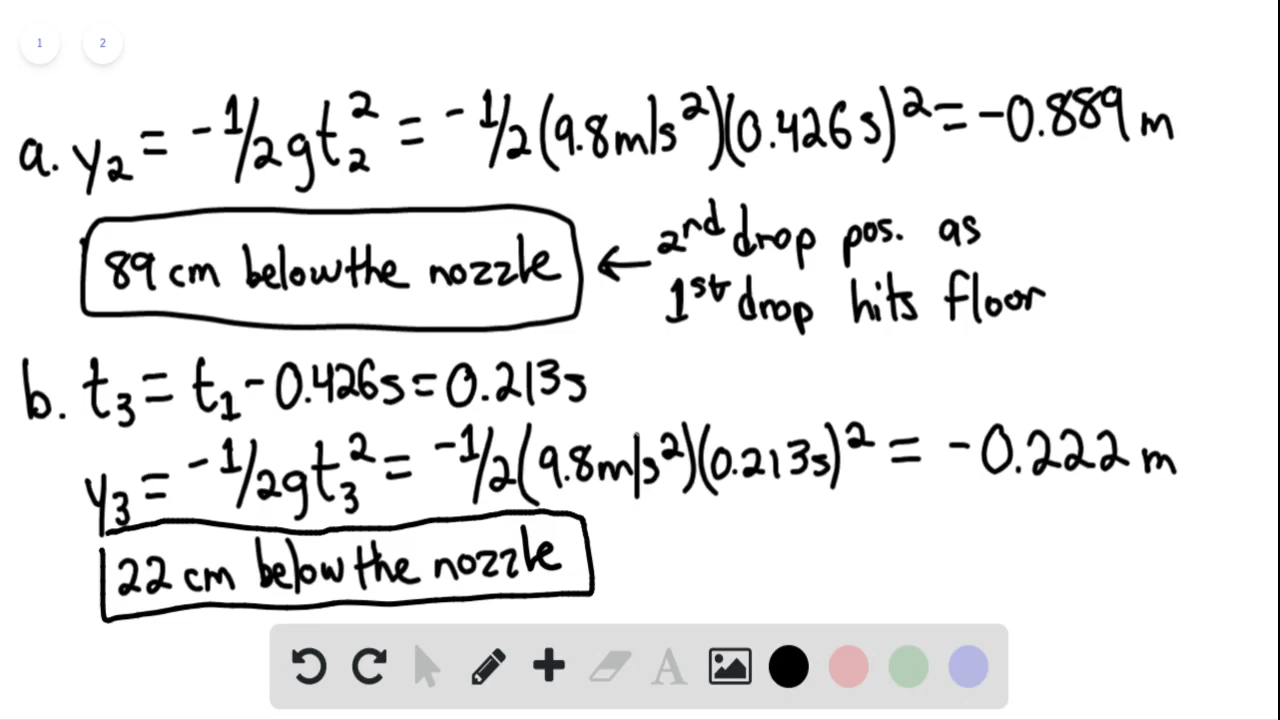 1 2
a. y₂ = -1/2gt₂² = -1/2(9.8m/s²)(0.426s)² = -0.889 m
89 cm below the nozzle ← 2nd drop pos. as
1st drop hits floor
b. t₃ = t₁ - 0.426s = 0.213s
y₃ = -1/2gt₃² = -1/2(9.8m/s²)(0.213s)² = -0.222 m
22 cm below the nozzle
A